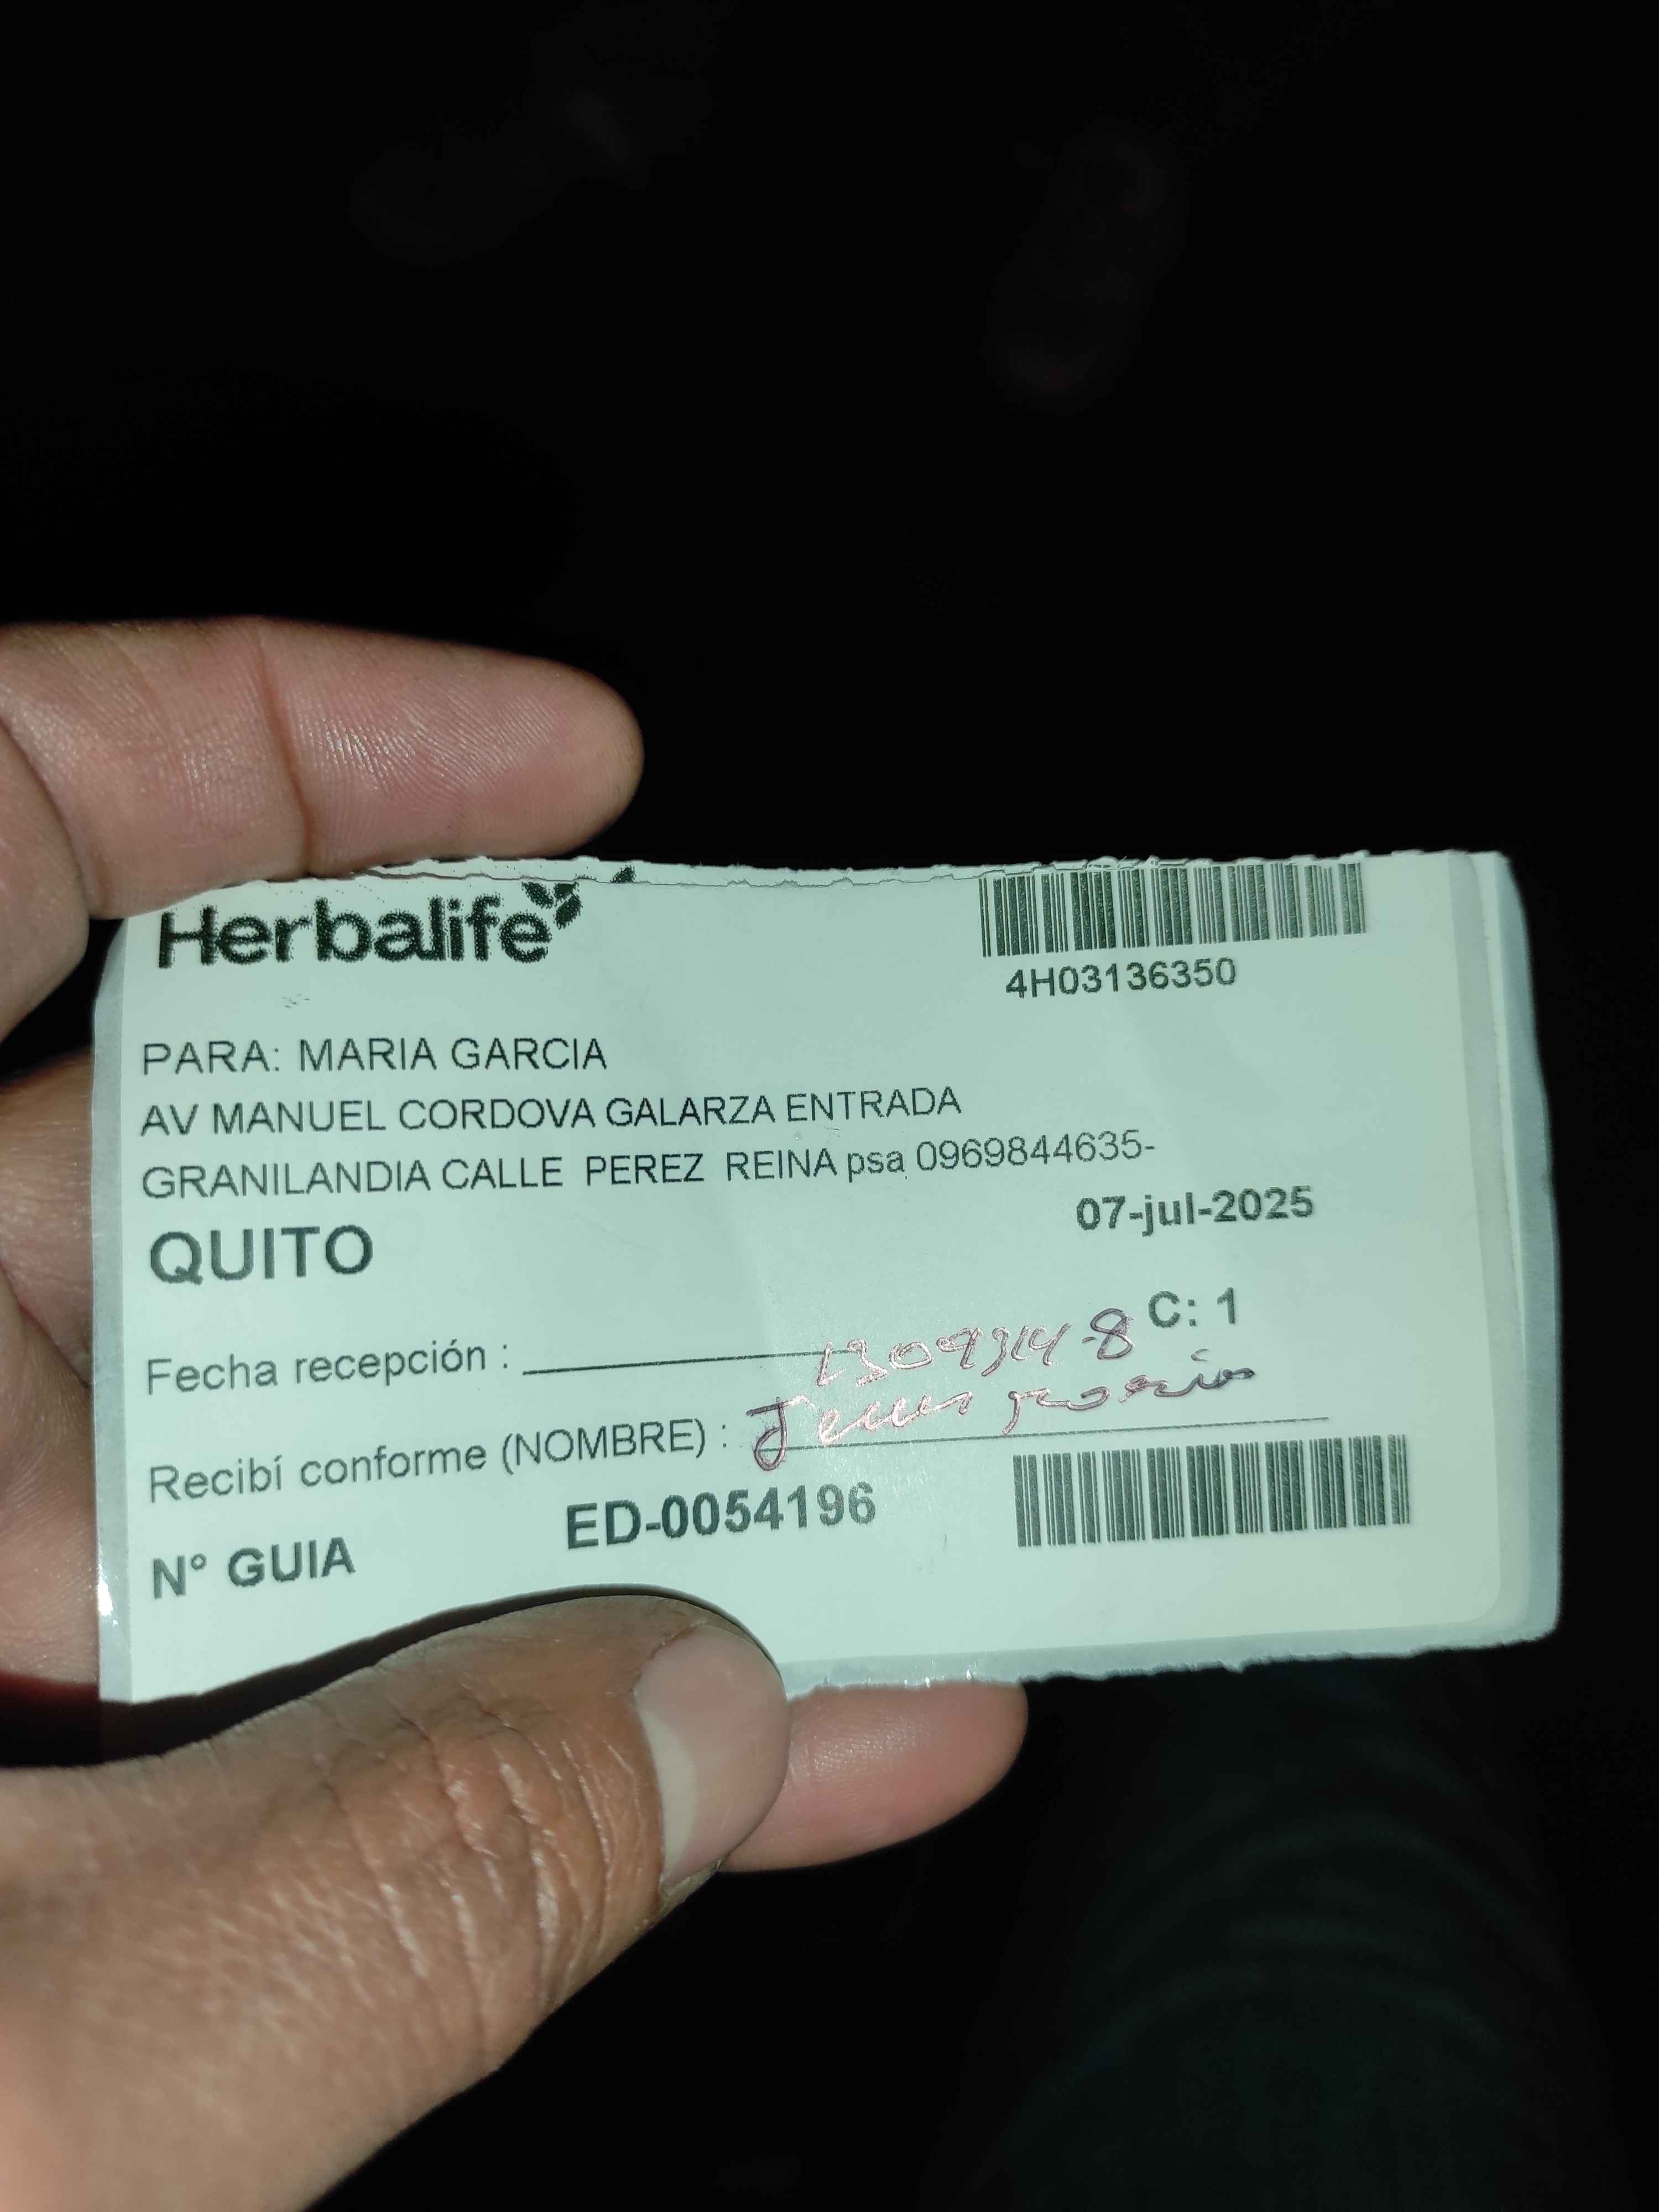 Herbalife
4H03136350
PARA: MARIA GARCIA
AV MANUEL CORDOVA GALARZA ENTRADA
GRANILANDIA CALLE PEREZ REINA psa 0969844635-
07-jul-2025
QUITO
C: 1
Fecha recepción :
Recibí conforme (NOMBRE) :
N° GUIA ED-0054196